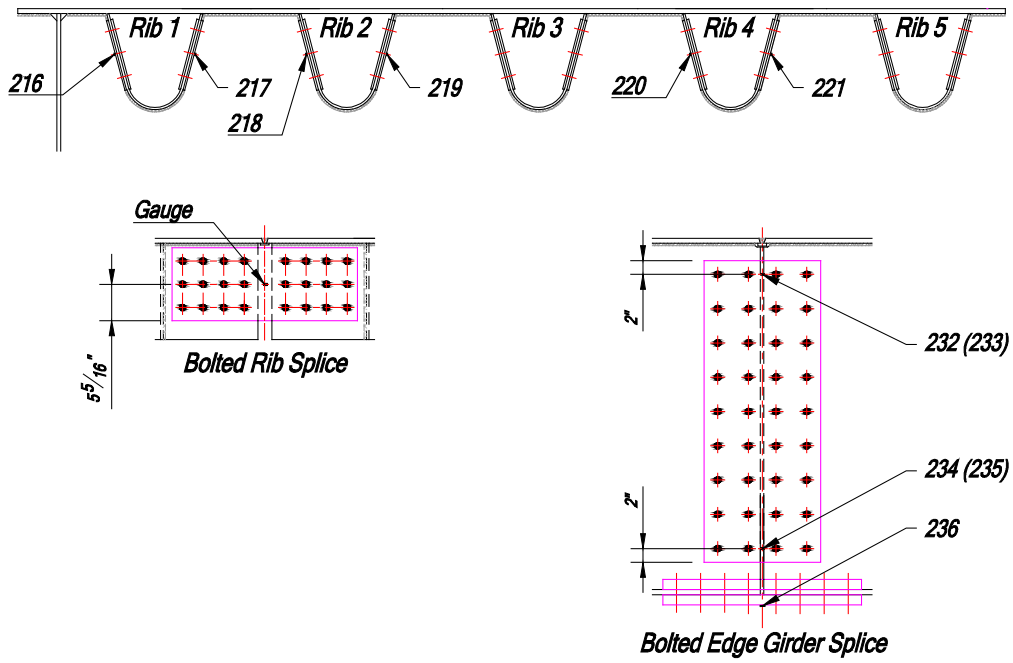 Rib 1 Rib 2 Rib 3 Rib 4 Rib 5
216 217 218 219 220 221
Gauge
5 5/16"
Bolted Rib Splice
2"
232 (233)
2"
234 (235)
236
Bolted Edge Girder Splice